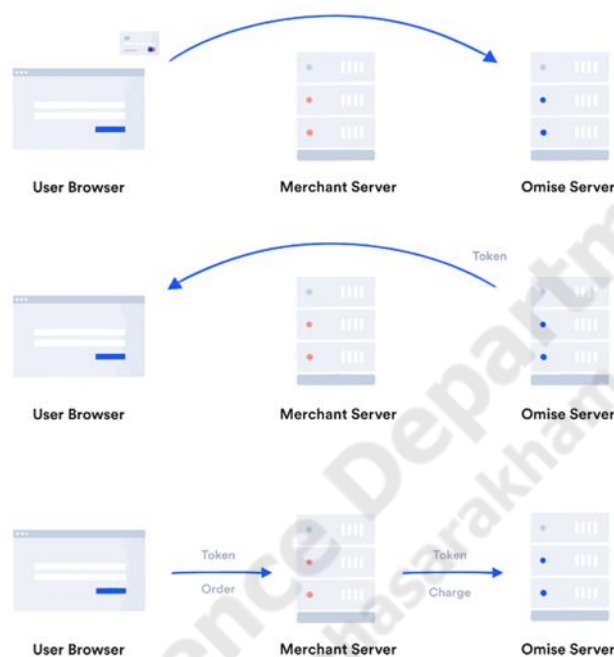 User Browser Merchant Server Omise Server
Token
User Browser Merchant Server Omise Server
Token Token
Order Charge
User Browser Merchant Server Omise Server